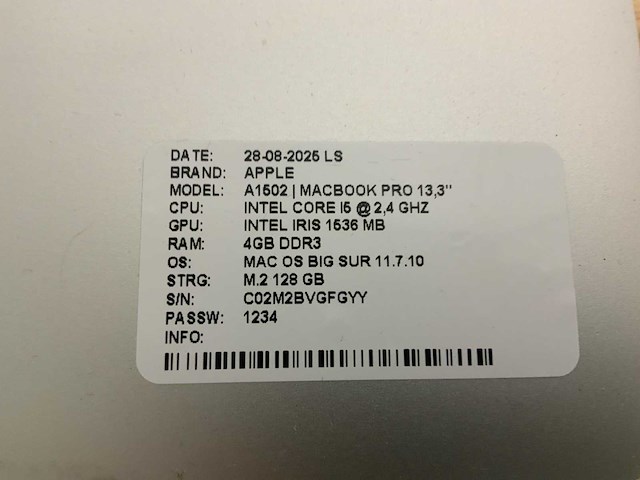 DATE: 28-08-2025 LS
BRAND: APPLE
MODEL: A1502 | MACBOOK PRO 13,3"
CPU: INTEL CORE I5 @ 2,4 GHZ
GPU: INTEL IRIS 1536 MB
RAM: 4GB DDR3
OS: MAC OS BIG SUR 11.7.10
STRG: M.2 128 GB
S/N: C02M2BVGFGYY
PASSW: 1234
INFO: